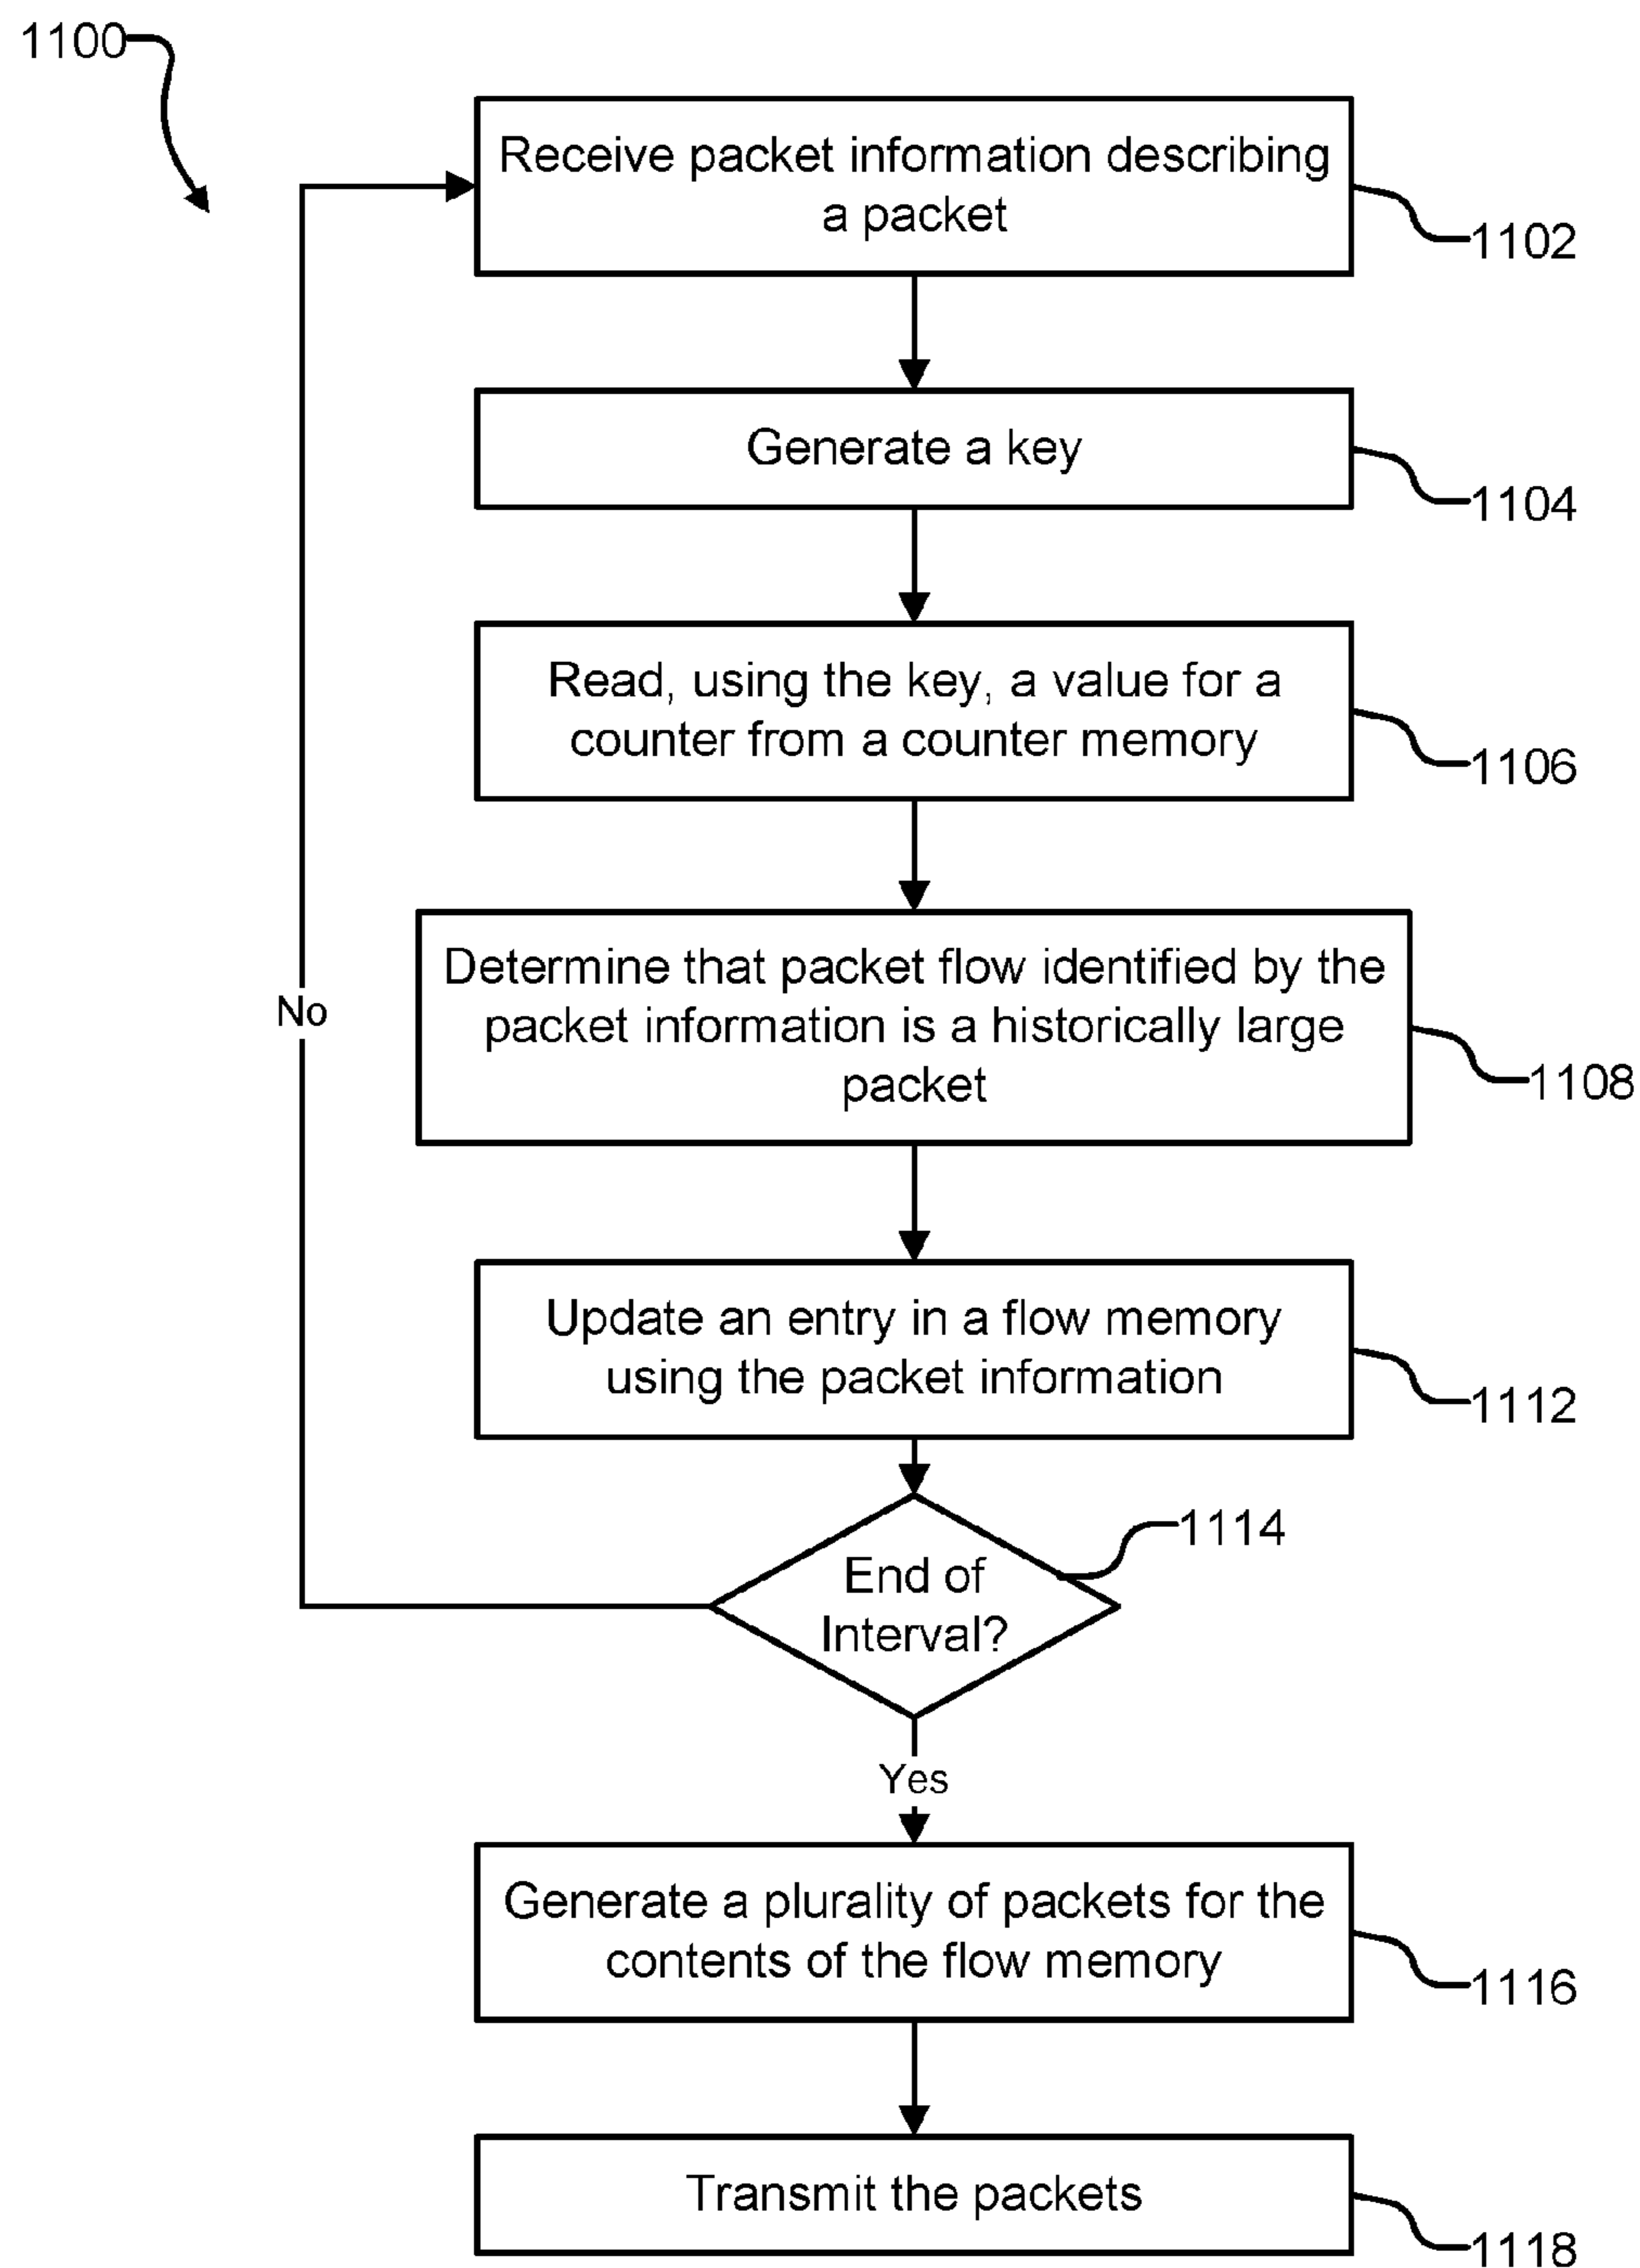 1100
Receive packet information describing
a packet
1102
Generate a key
1104
Read, using the key, a value for a
counter from a counter memory
1106
Determine that packet flow identified by the
packet information is a historically large
packet
1108
No
Update an entry in a flow memory
using the packet information
1112
1114
End of
Interval?
Yes
Generate a plurality of packets for the
contents of the flow memory
1116
Transmit the packets
1118